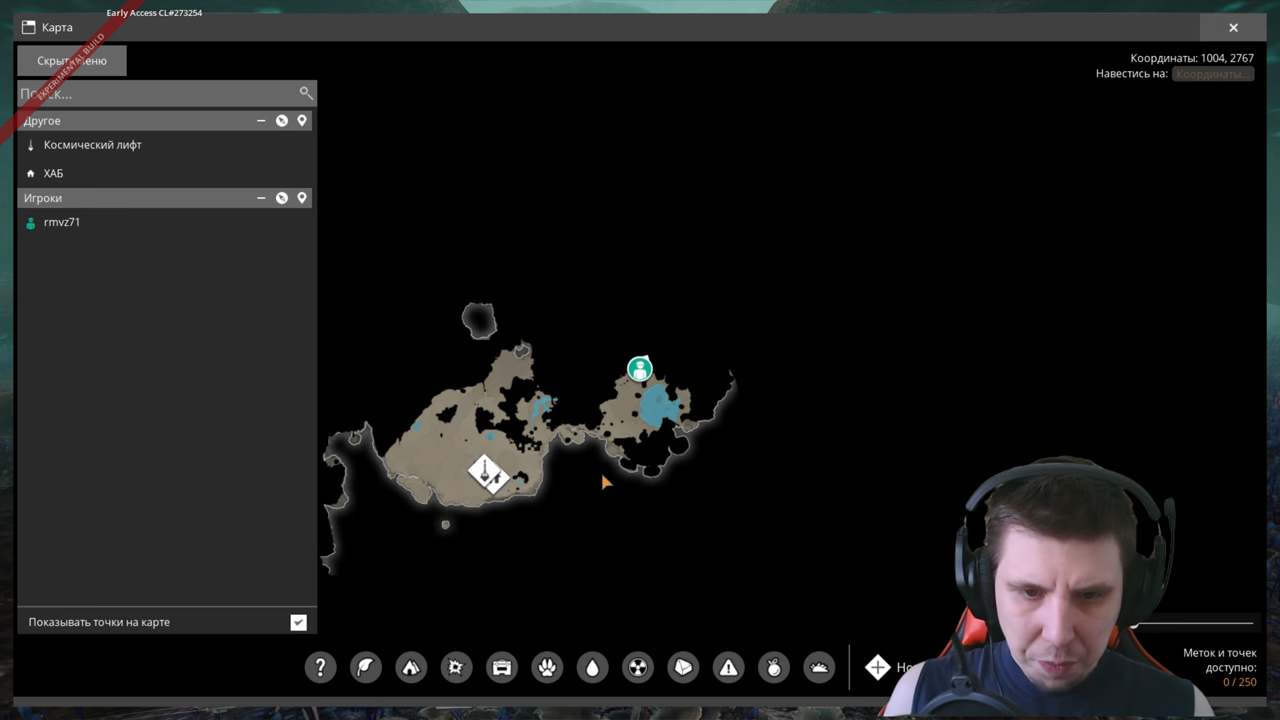 Early Access CL#273254
EXPERIMENTAL BUILD
Карта
Скрыть меню
Координаты: 1004, 2767
Навестись на: Координаты...
Поиск...
Другое
Космический лифт
ХАБ
Игроки
rmvz71
Показывать точки на карте
Меток и точек
доступно:
0 / 250